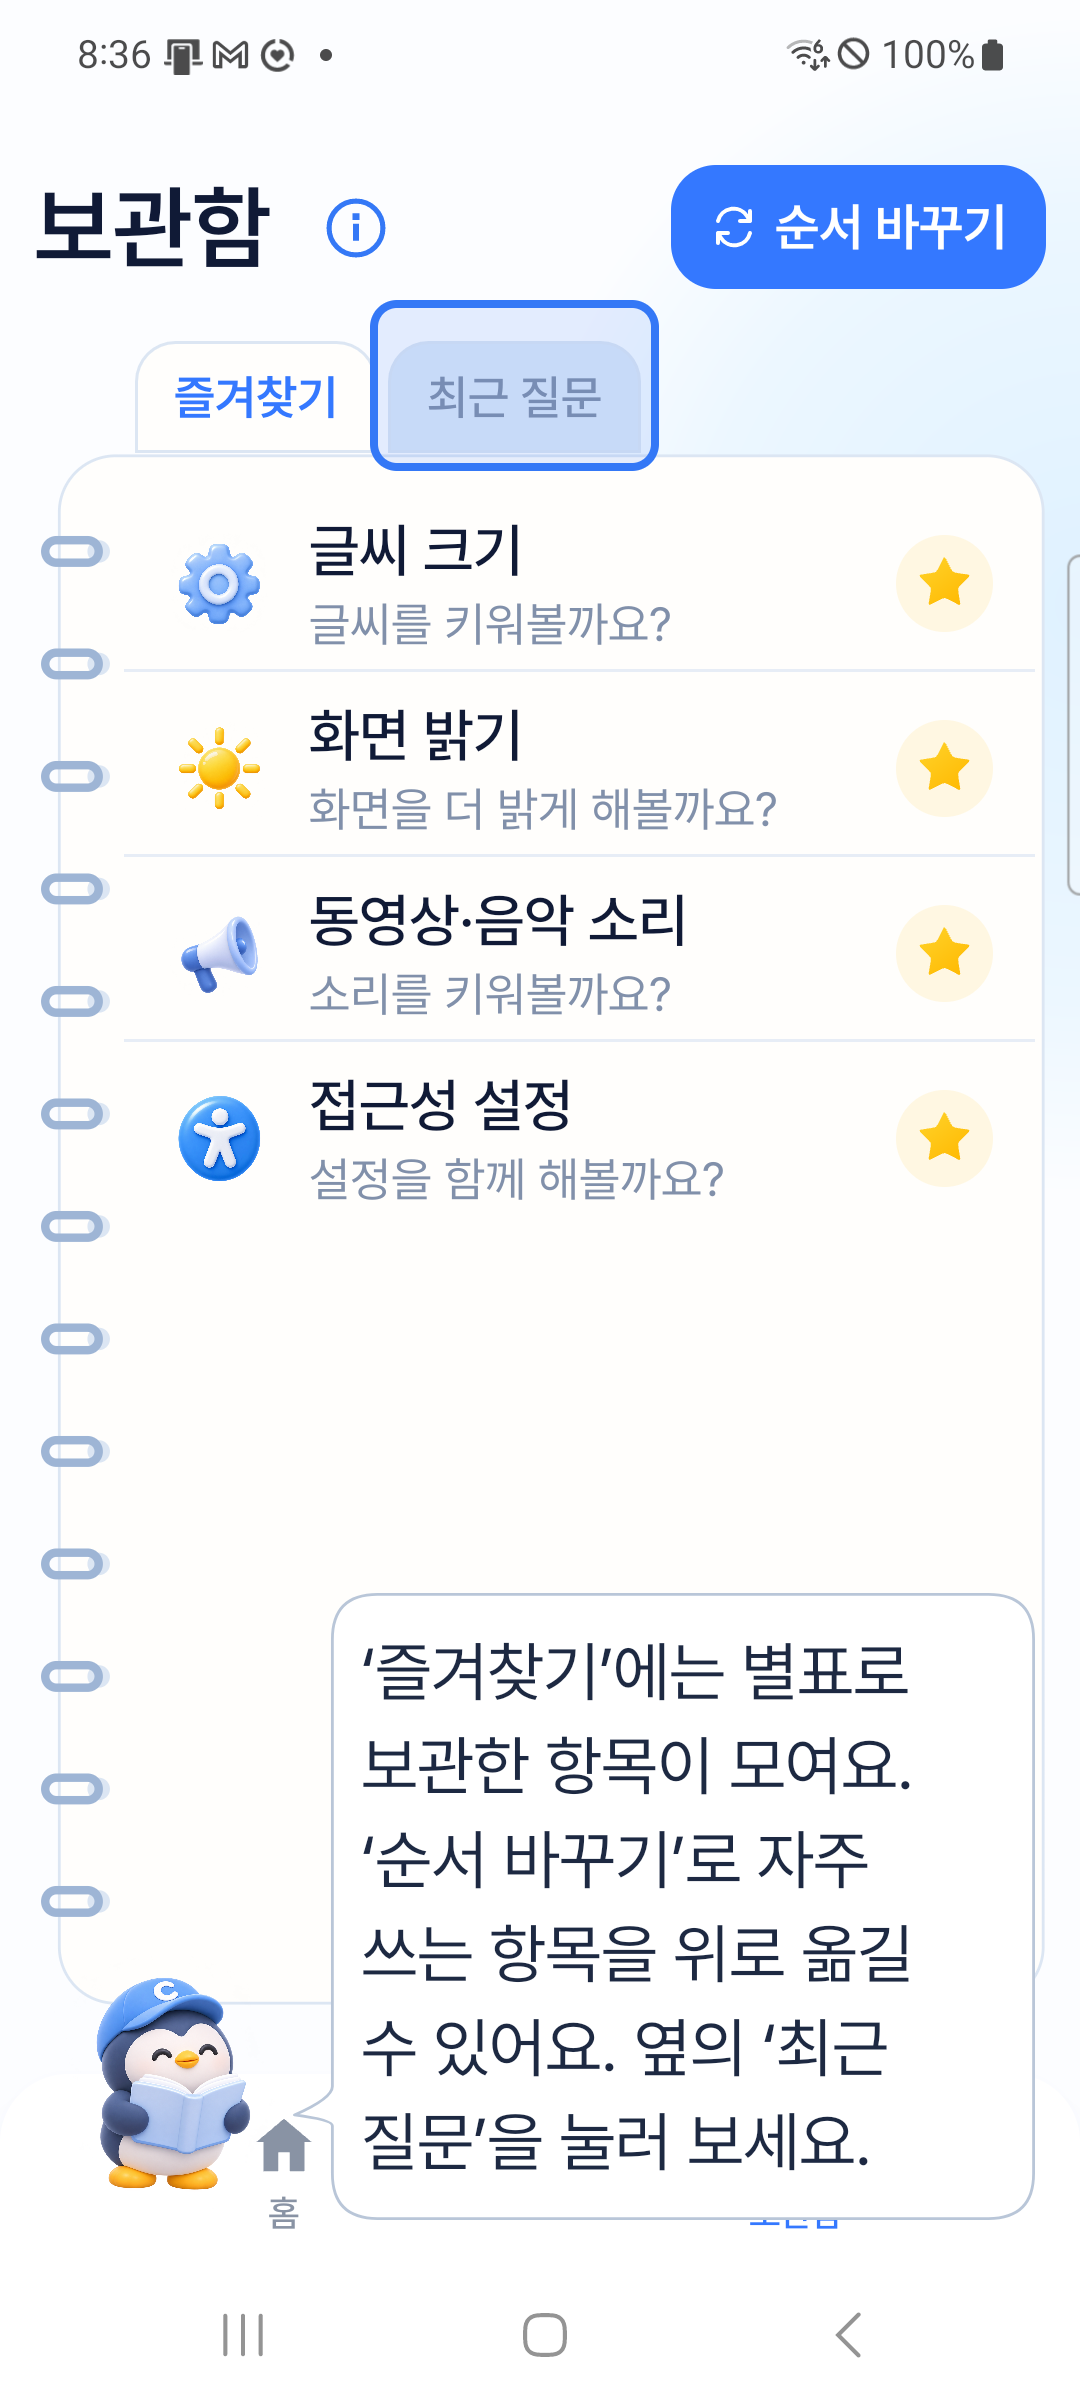 8:36
100%
보관함
순서 바꾸기
즐겨찾기
최근 질문
글씨 크기
글씨를 키워볼까요?
화면 밝기
화면을 더 밝게 해볼까요?
동영상·음악 소리
소리를 키워볼까요?
접근성 설정
설정을 함께 해볼까요?
‘즐겨찾기’에는 별표로
보관한 항목이 모여요.
‘순서 바꾸기’로 자주
쓰는 항목을 위로 옮길
수 있어요. 옆의 ‘최근
질문’을 눌러 보세요.
C
홈